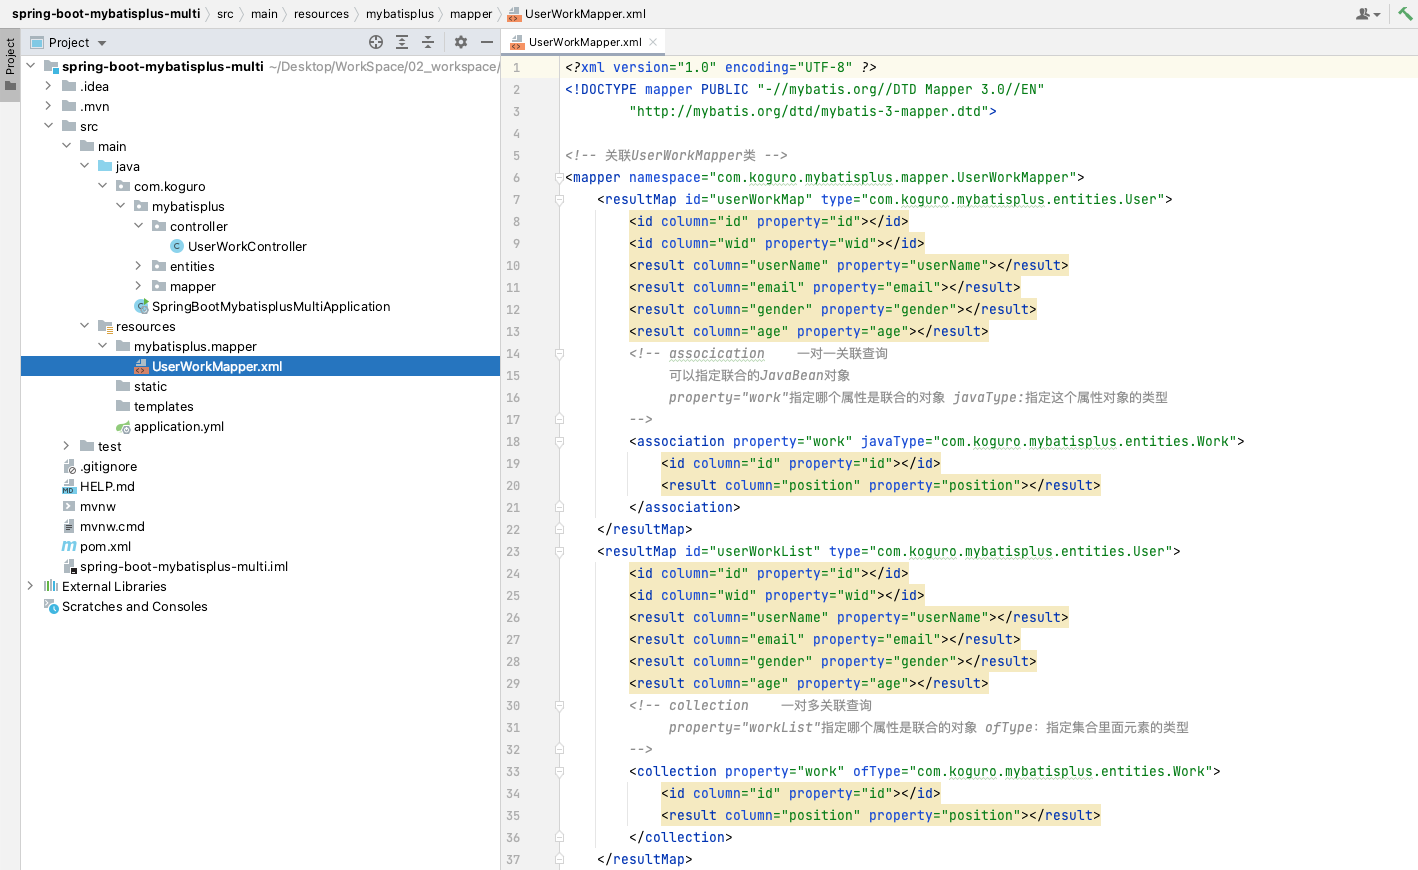 spring-boot-mybatisplus-multi src main resources mybatisplus mapper UserWorkMapper.xml
Project
Project
spring-boot-mybatisplus-multi ~/Desktop/WorkSpace/02_workspace/
.idea
.mvn
src
main
java
com.koguro
mybatisplus
controller
UserWorkController
entities
mapper
SpringBootMybatisplusMultiApplication
resources
mybatisplus.mapper
UserWorkMapper.xml
static
templates
application.yml
test
.gitignore
HELP.md
mvnw
mvnw.cmd
pom.xml
spring-boot-mybatisplus-multi.iml
External Libraries
Scratches and Consoles
UserWorkMapper.xml
1 <?xml version="1.0" encoding="UTF-8" ?>
2 <!DOCTYPE mapper PUBLIC "-//mybatis.org//DTD Mapper 3.0//EN"
3 "http://mybatis.org/dtd/mybatis-3-mapper.dtd">
4
5 <!-- 关联UserWorkMapper类 -->
6 <mapper namespace="com.koguro.mybatisplus.mapper.UserWorkMapper">
7 <resultMap id="userWorkMap" type="com.koguro.mybatisplus.entities.User">
8 <id column="id" property="id"></id>
9 <id column="wid" property="wid"></id>
10 <result column="userName" property="userName"></result>
11 <result column="email" property="email"></result>
12 <result column="gender" property="gender"></result>
13 <result column="age" property="age"></result>
14 <!-- assocication 一对一关联查询
15 可以指定联合的JavaBean对象
16 property="work"指定哪个属性是联合的对象 javaType:指定这个属性对象的类型
17 -->
18 <association property="work" javaType="com.koguro.mybatisplus.entities.Work">
19 <id column="id" property="id"></id>
20 <result column="position" property="position"></result>
21 </association>
22 </resultMap>
23 <resultMap id="userWorkList" type="com.koguro.mybatisplus.entities.User">
24 <id column="id" property="id"></id>
25 <id column="wid" property="wid"></id>
26 <result column="userName" property="userName"></result>
27 <result column="email" property="email"></result>
28 <result column="gender" property="gender"></result>
29 <result column="age" property="age"></result>
30 <!-- collection 一对多关联查询
31 property="workList"指定哪个属性是联合的对象 ofType：指定集合里面元素的类型
32 -->
33 <collection property="work" ofType="com.koguro.mybatisplus.entities.Work">
34 <id column="id" property="id"></id>
35 <result column="position" property="position"></result>
36 </collection>
37 </resultMap>